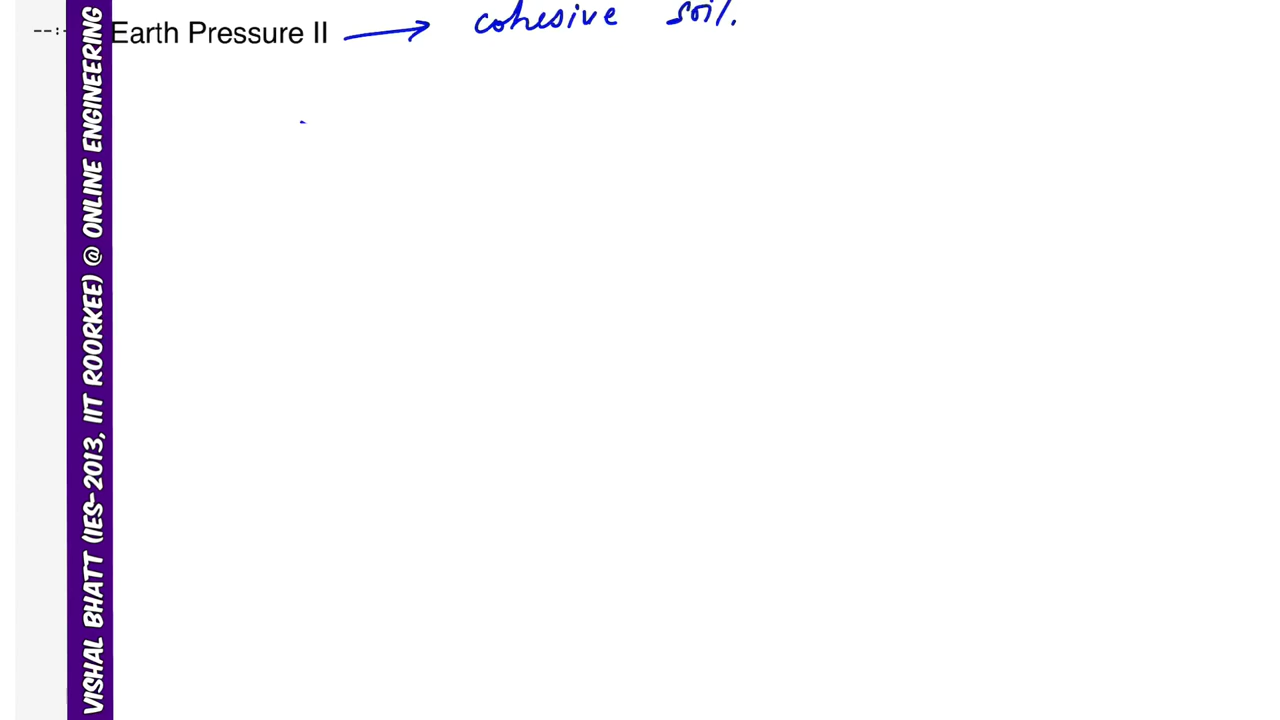 --:- Earth Pressure II → cohesive soil.
VISHAL BHATT (IES-2013, IIT ROORKEE) @ ONLINE ENGINEERING